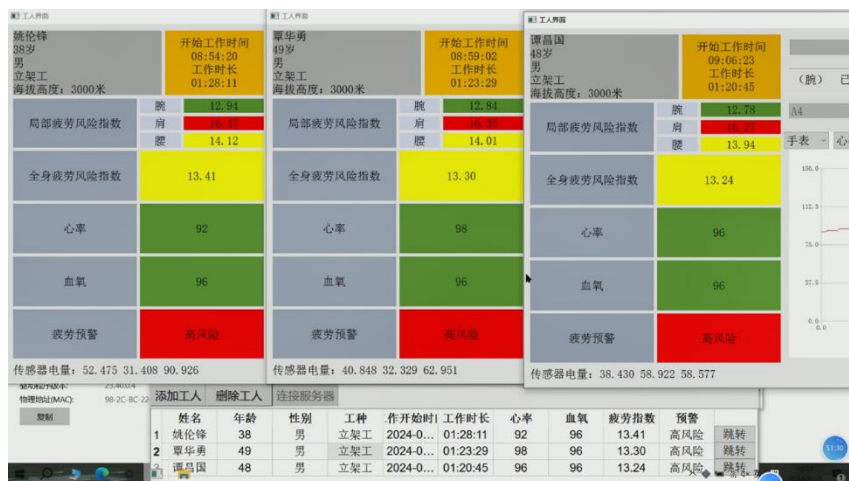 工人界面
姚伦锋
38岁
男
立架工
海拔高度: 3000米
开始工作时间
08:54:20
工作时长
01:28:11
局部疲劳风险指数
腕 12.94
肩 16.47
腰 14.12
全身疲劳风险指数 13.41
心率 92
血氧 96
疲劳预警 高风险
传感器电量: 52.475 31.408 90.926
工人界面
覃华勇
49岁
男
立架工
海拔高度: 3000米
开始工作时间
08:59:02
工作时长
01:23:29
局部疲劳风险指数
腕 12.84
肩 16.35
腰 14.01
全身疲劳风险指数 13.30
心率 98
血氧 96
疲劳预警 高风险
传感器电量: 40.848 32.329 62.951
工人界面
谭昌国
48岁
男
立架工
海拔高度: 3000米
开始工作时间
09:06:23
工作时长
01:20:45
局部疲劳风险指数
腕 12.78
肩 16.27
腰 13.94
全身疲劳风险指数 13.24
心率 96
血氧 96
疲劳预警 高风险
传感器电量: 38.430 58.922 58.577
(腕) 已
A4
手表 心
150.0
112.5
75.0
37.5
0.0
0.0
物理地址(MAC): 98-2C-BC-22
复制
添加工人 删除工人 连接服务器
姓名 年龄 性别 工种 作开始时 工作时长 心率 血氧 疲劳指数 预警
1 姚伦锋 38 男 立架工 2024-0... 01:28:11 92 96 13.41 高风险 跳转
2 覃华勇 49 男 立架工 2024-0... 01:23:29 98 96 13.30 高风险 跳转
3 谭昌国 48 男 立架工 2024-0... 01:20:45 96 96 13.24 高风险 跳转
51:30